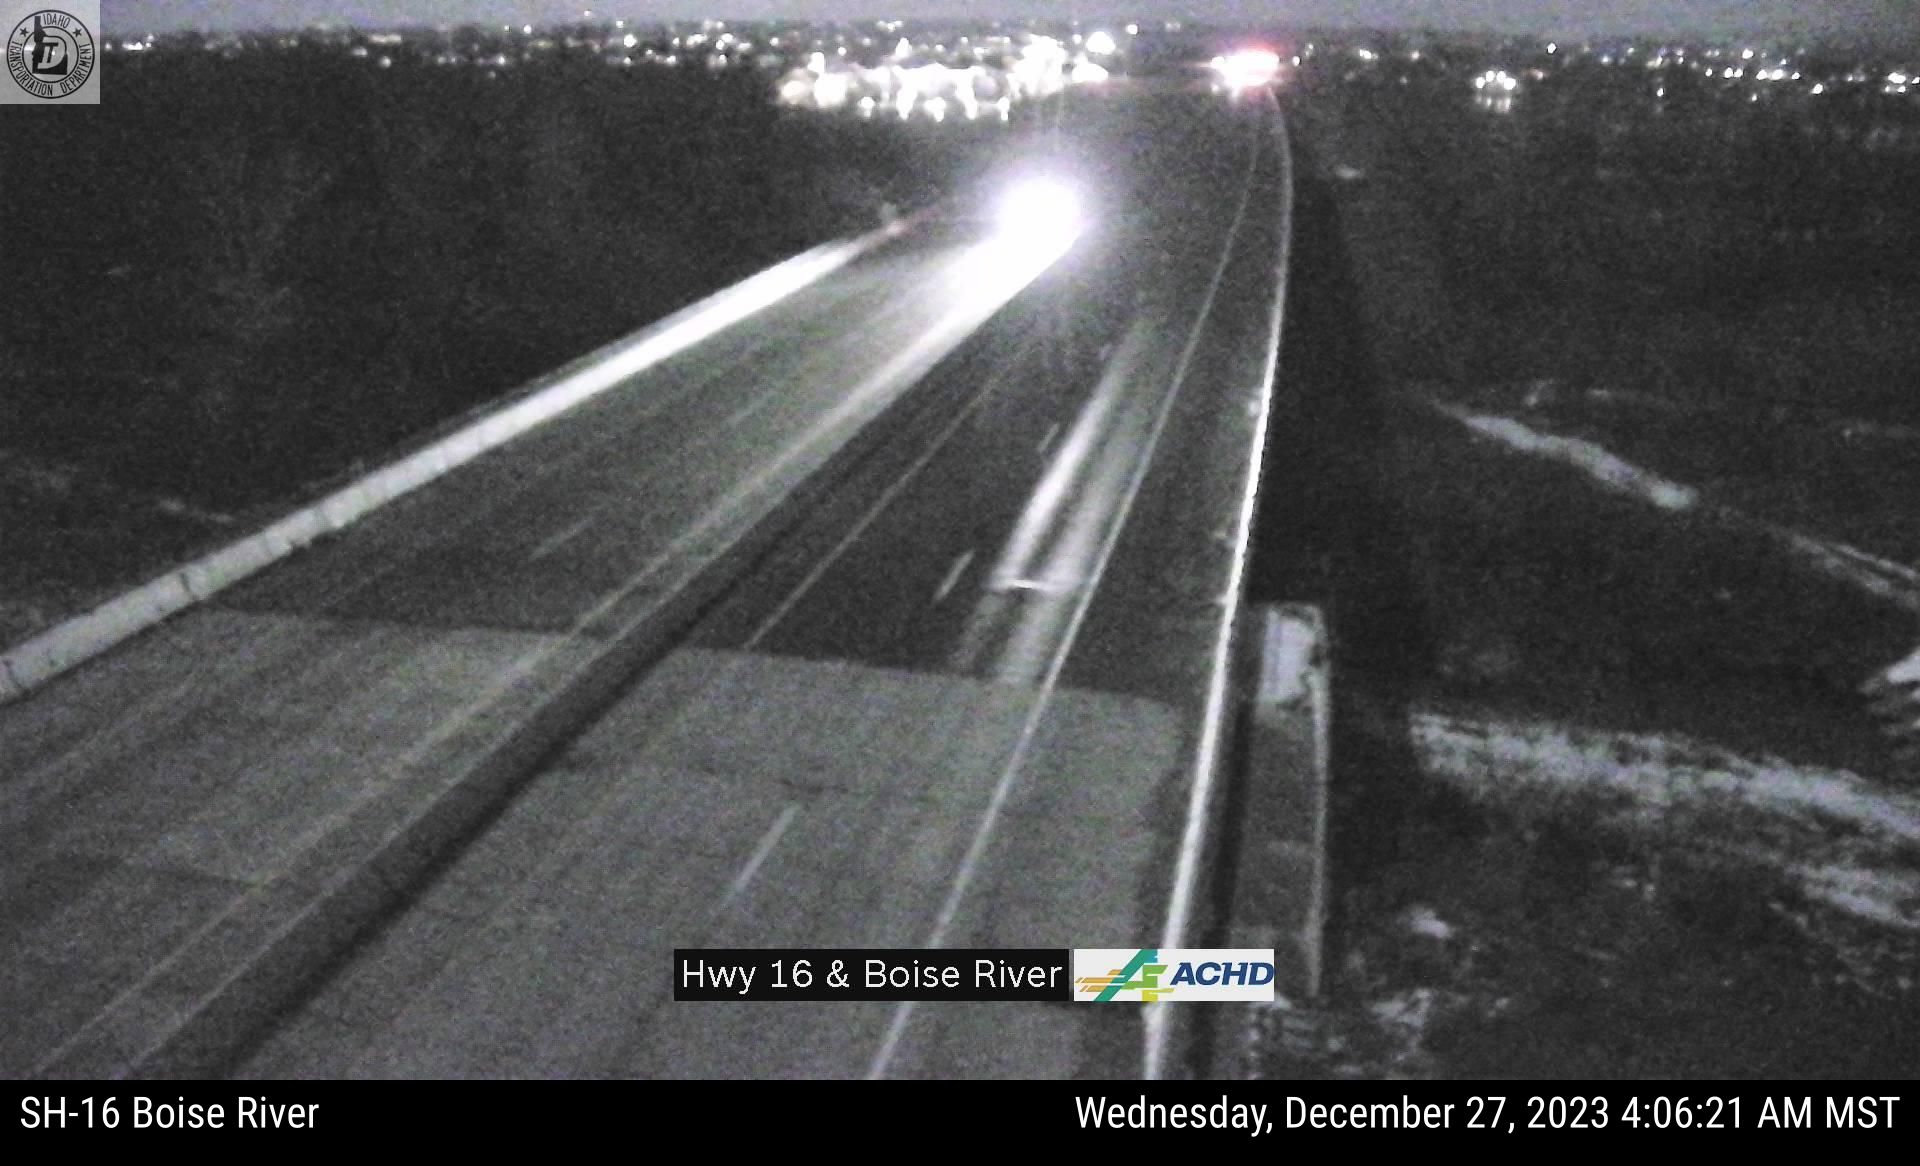 IDAHO
TRANSPORTATION DEPARTMENT
Hwy 16 & Boise River
ACHD
SH-16 Boise River
Wednesday, December 27, 2023 4:06:21 AM MST